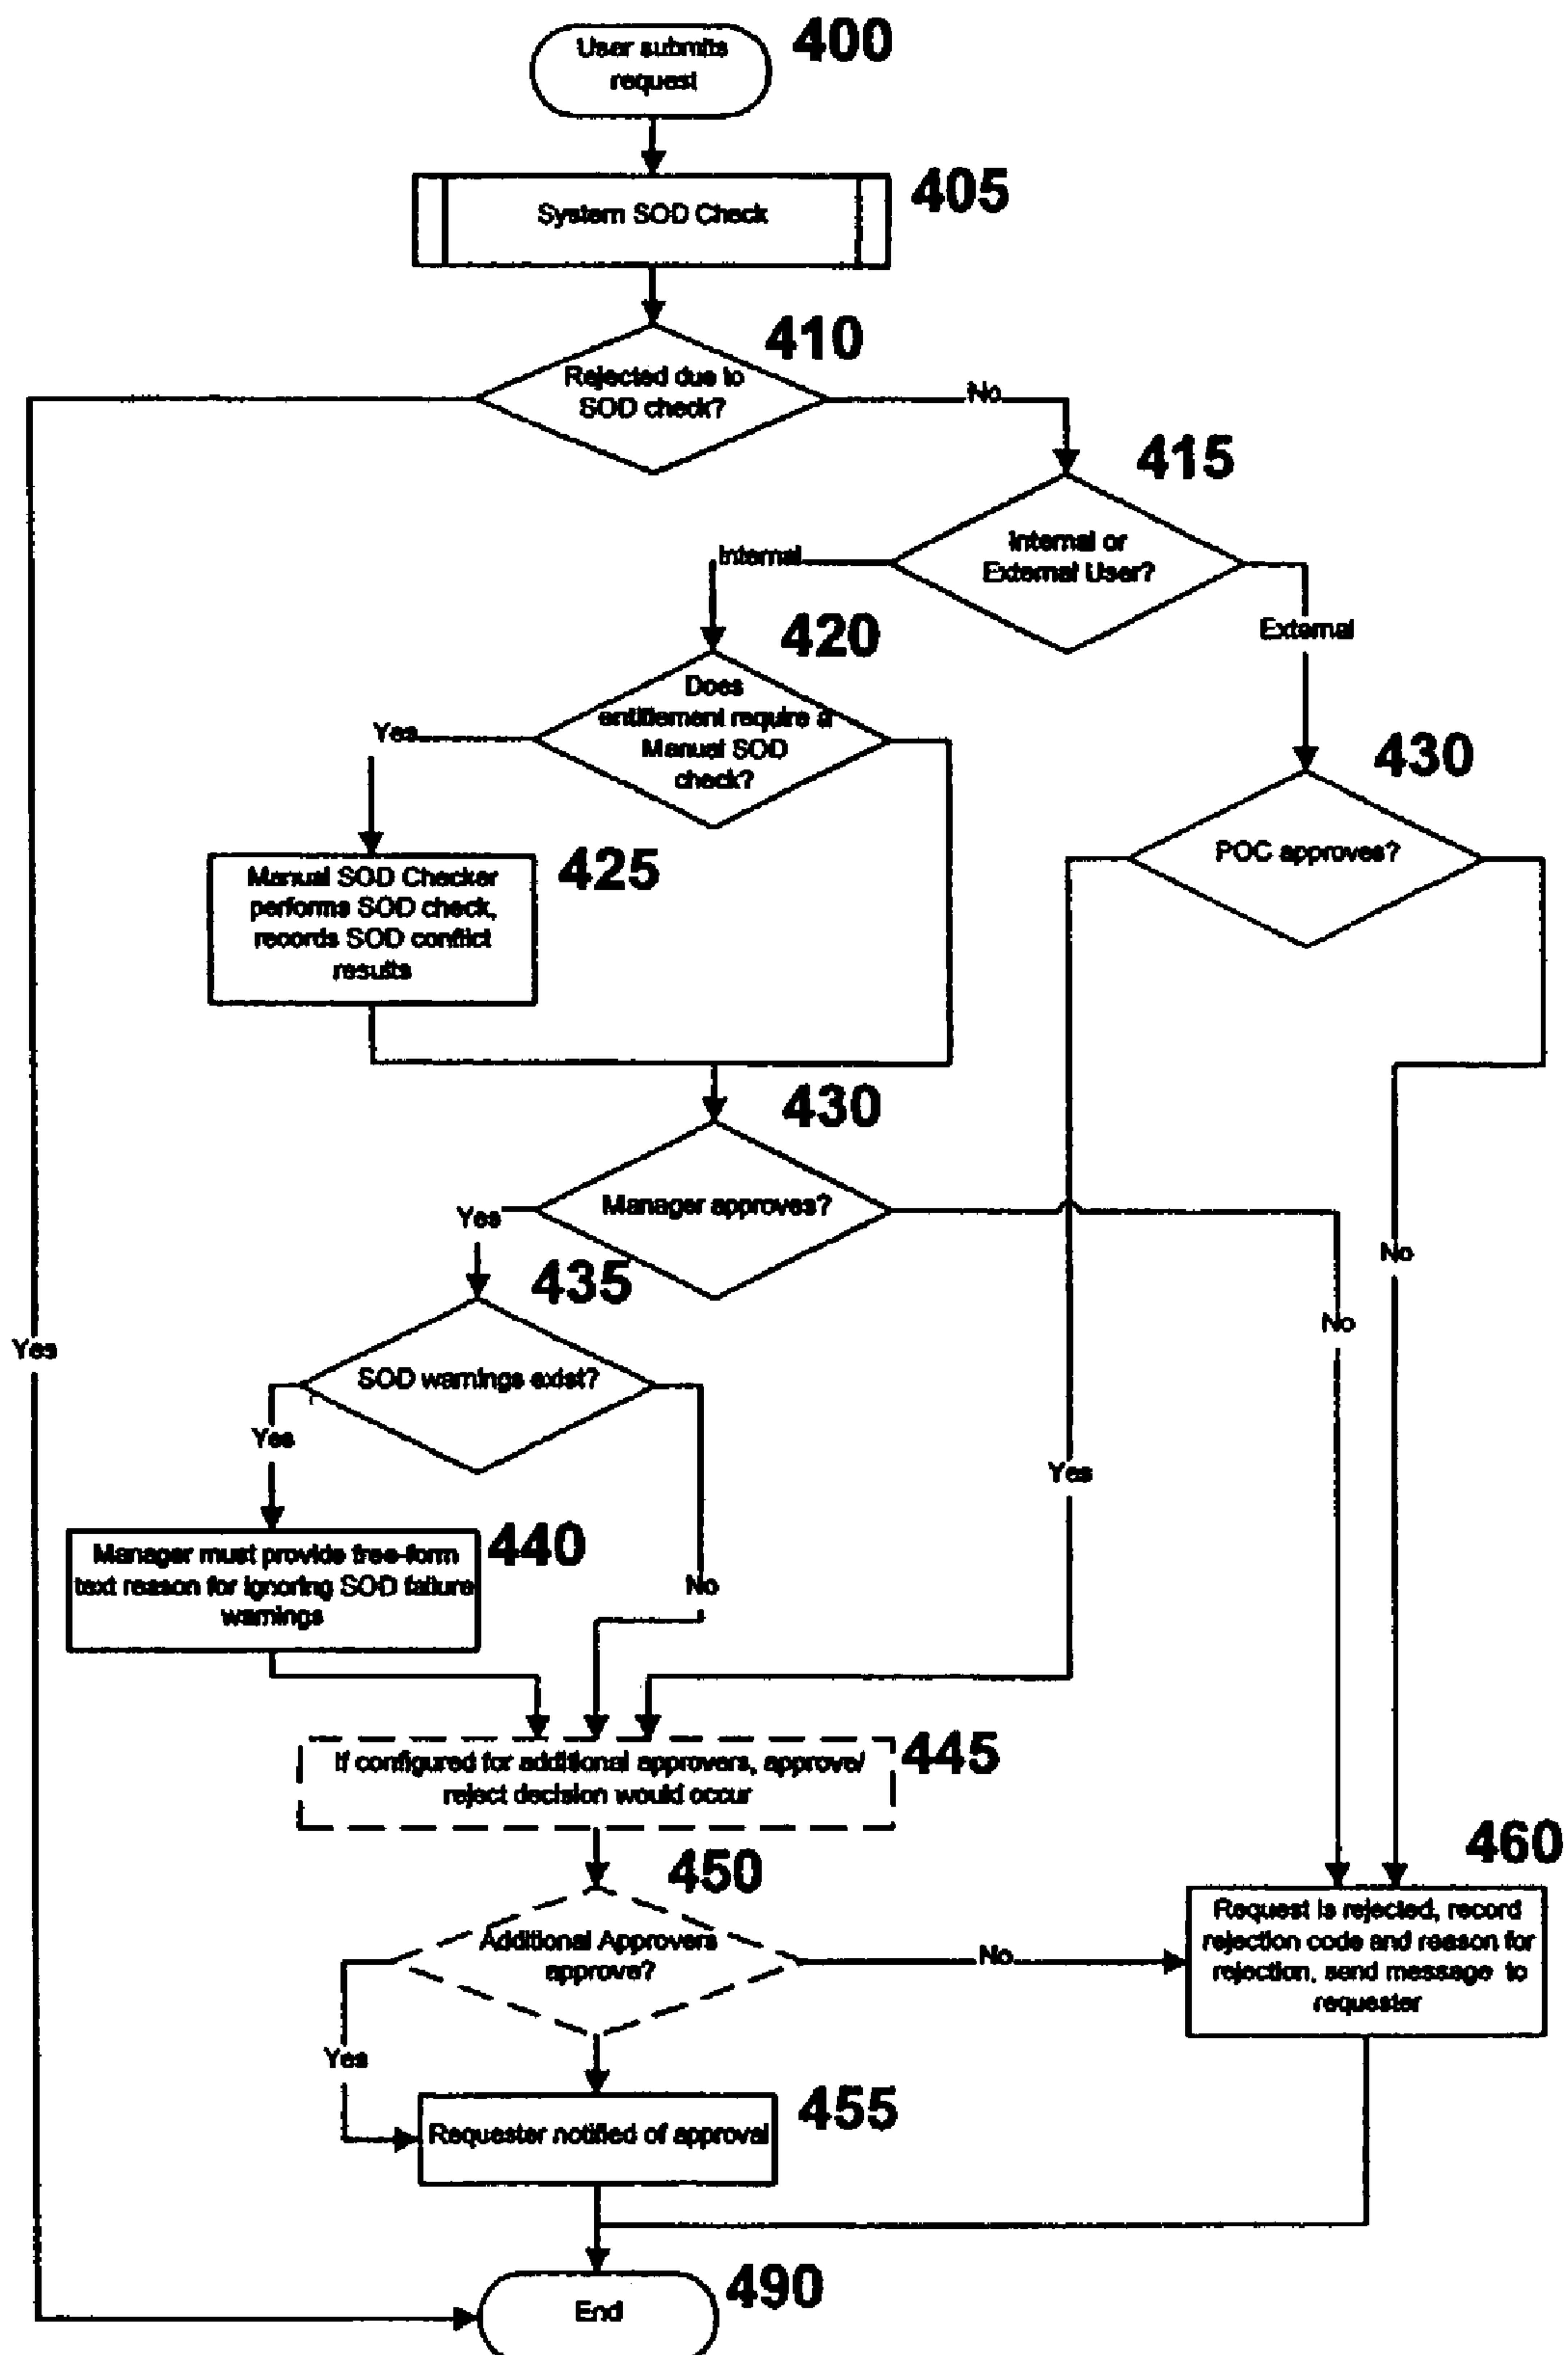 User submits
request
400
System SOD Check
405
410
Rejected due to
SOD check?
No
415
Internal or
External User?
Internal
External
420
Does
entitlement require a
Manual SOD
check?
Yes
430
POC approves?
425
Manual SOD Checker
performs SOD check,
records SOD conflict
results
430
Manager approves?
Yes
No
No
435
SOD warnings exist?
Yes
Yes
No
Yes
440
Manager must provide free-form
text reason for ignoring SOD failure
warnings
445
If configured for additional approvers, approve/
reject decision would occur
450
Additional Approvers
approve?
No
Yes
460
Request is rejected, record
rejection code and reason for
rejection, send message to
requester
455
Requester notified of approval
490
End